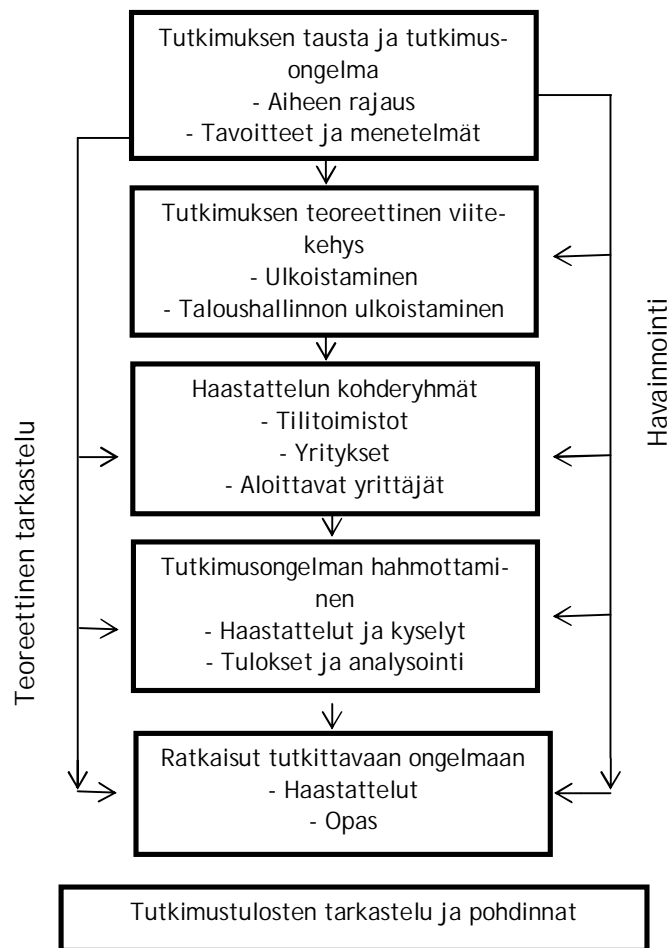 Tutkimuksen tausta ja tutkimus-
ongelma
- Aiheen rajaus
- Tavoitteet ja menetelmät
Tutkimuksen teoreettinen viite-
kehys
- Ulkoistaminen
- Taloushallinnon ulkoistaminen
Haastattelun kohderyhmät
- Tilitoimistot
- Yritykset
- Aloittavat yrittäjät
Tutkimusongelman hahmottami-
nen
- Haastattelut ja kyselyt
- Tulokset ja analysointi
Ratkaisut tutkittavaan ongelmaan
- Haastattelut
- Opas
Tutkimustulosten tarkastelu ja pohdinnat
Teoreettinen tarkastelu
Havainnointi